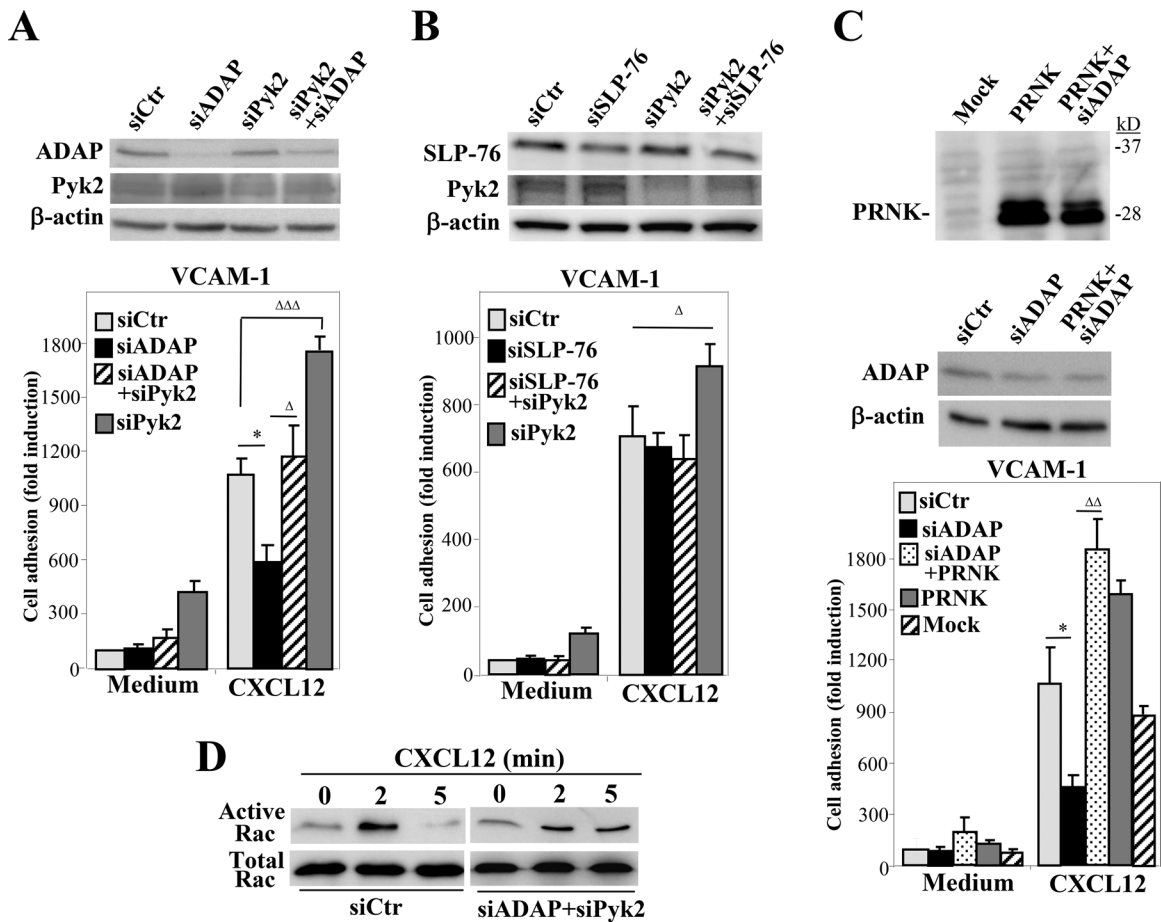 A
siCtr
siADAP
siPyk2
siPyk2
+siADAP
ADAP
Pyk2
β-actin
VCAM-1
siCtr
siADAP
siADAP
+siPyk2
siPyk2
ΔΔΔ
*
Δ
Cell adhesion (fold induction)
1800
1500
1200
900
600
300
0
Medium
CXCL12
B
siCtr
siSLP-76
siPyk2
siPyk2
+siSLP-76
SLP-76
Pyk2
β-actin
VCAM-1
siCtr
siSLP-76
siSLP-76
+siPyk2
siPyk2
Δ
Cell adhesion (fold induction)
1000
800
600
400
200
0
Medium
CXCL12
C
Mock
PRNK
PRNK+
siADAP
kD
-37
PRNK-
-28
siCtr
siADAP
PRNK+
siADAP
ADAP
β-actin
VCAM-1
siCtr
siADAP
siADAP
+PRNK
PRNK
Mock
ΔΔ
*
Cell adhesion (fold induction)
1800
1500
1200
900
600
300
0
Medium
CXCL12
D
CXCL12 (min)
0 2 5 0 2 5
Active
Rac
Total
Rac
siCtr
siADAP+siPyk2